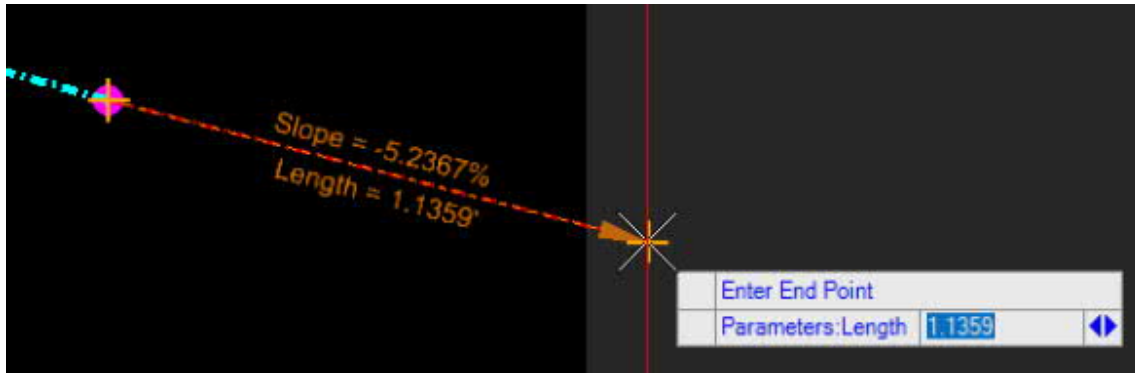 Slope = -5.2367%
Length = 1.1359'
Enter End Point
Parameters:Length 1.1359